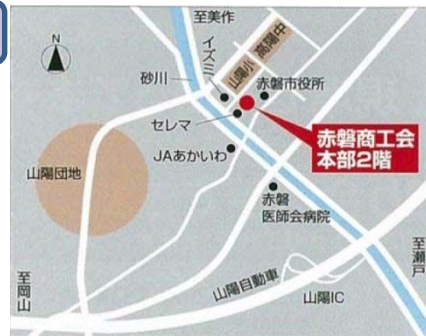 至美作
N
イズミ
山陽小
中隣高
砂川
赤磐市役所
セレマ
赤磐商工会
本部2階
JAあかいわ
山陽団地
赤磐
医師会病院
至瀬戸
至岡山
山陽自動車
山陽IC